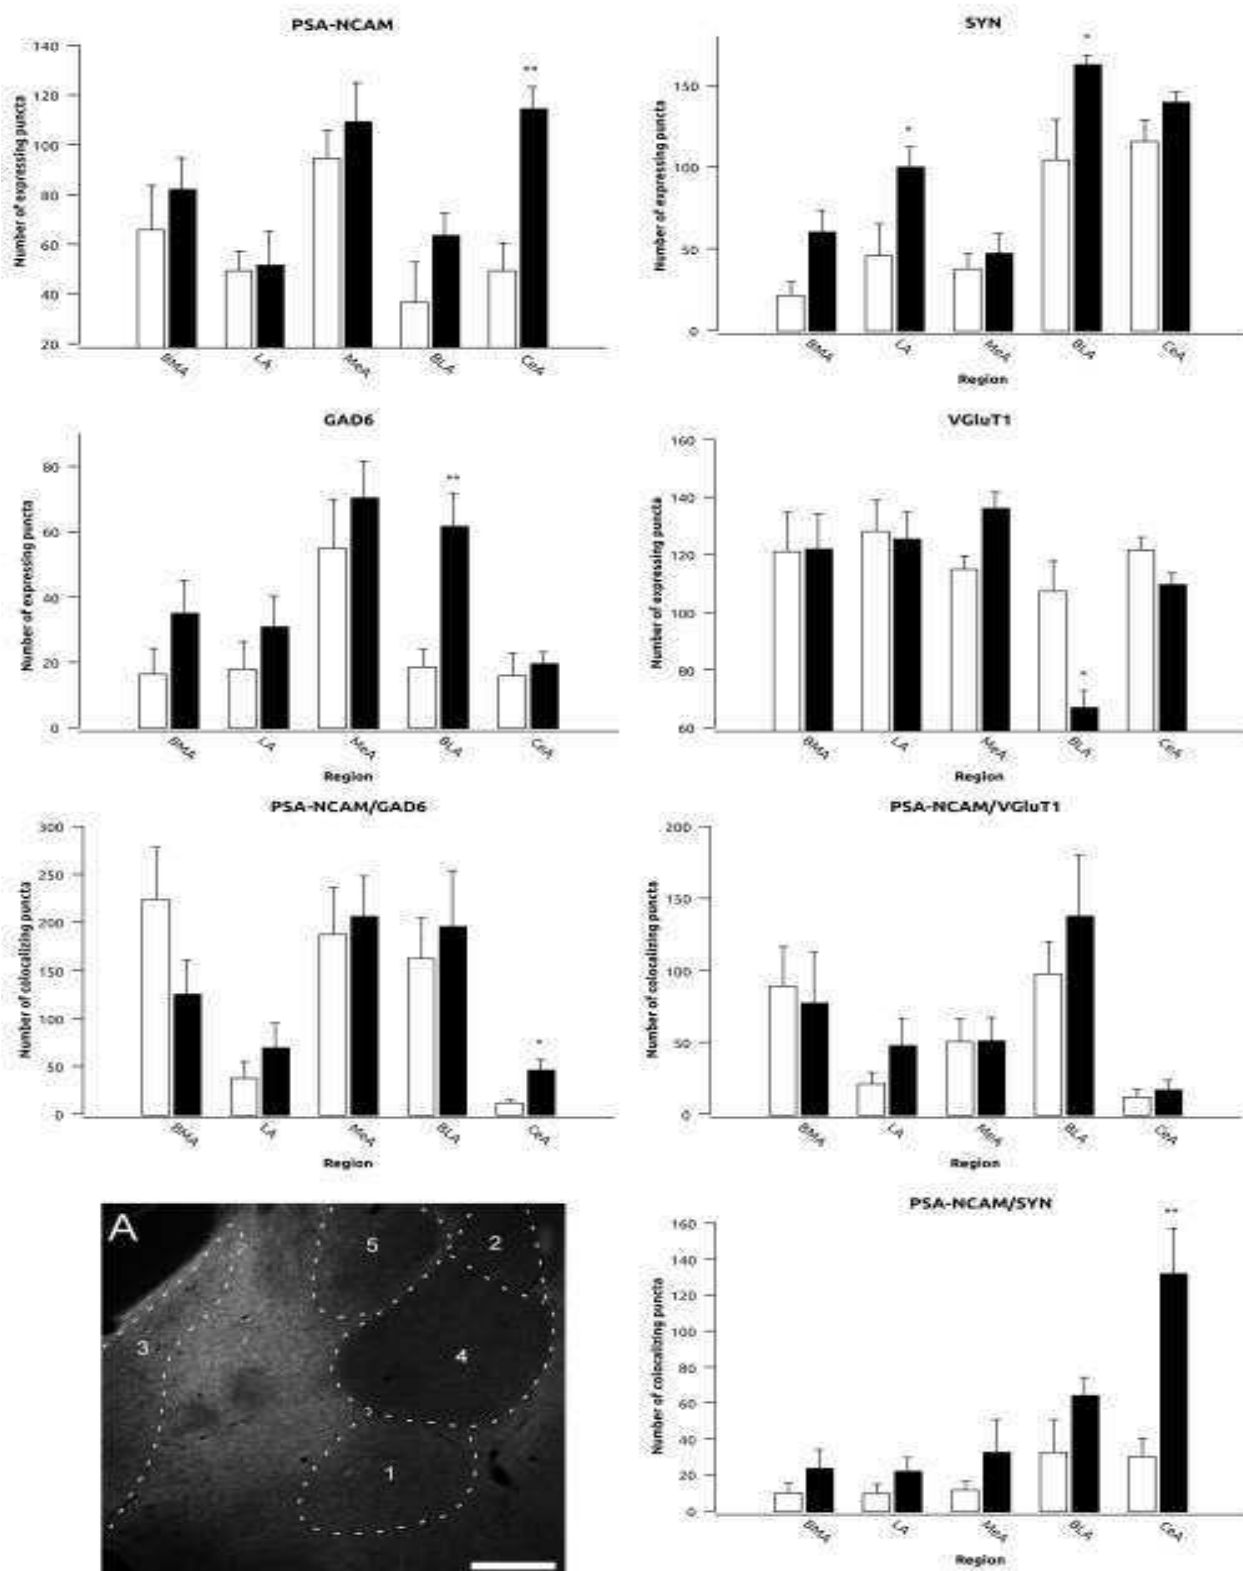 PSA-NCAM
Number of expressing puncta
140
120
100
80
60
40
20
**
BMA LA MeA BLA CeA
SYN
Number of expressing puncta
150
100
50
0
* *
BMA LA MeA BLA CeA
Region
GAD6
Number of expressing puncta
80
60
40
20
0
**
BMA LA MeA BLA CeA
Region
VGluT1
Number of expressing puncta
160
140
120
100
80
60
*
BMA LA MeA BLA CeA
Region
PSA-NCAM/GAD6
Number of colocalizing puncta
300
250
200
150
100
50
0
*
BMA LA MeA BLA CeA
Region
PSA-NCAM/VGluT1
Number of colocalizing puncta
200
150
100
50
0
BMA LA MeA BLA CeA
Region
A
5 2
3
4
1
PSA-NCAM/SYN
Number of colocalizing puncta
160
140
120
100
80
60
40
20
0
**
BMA LA MeA BLA CeA
Region